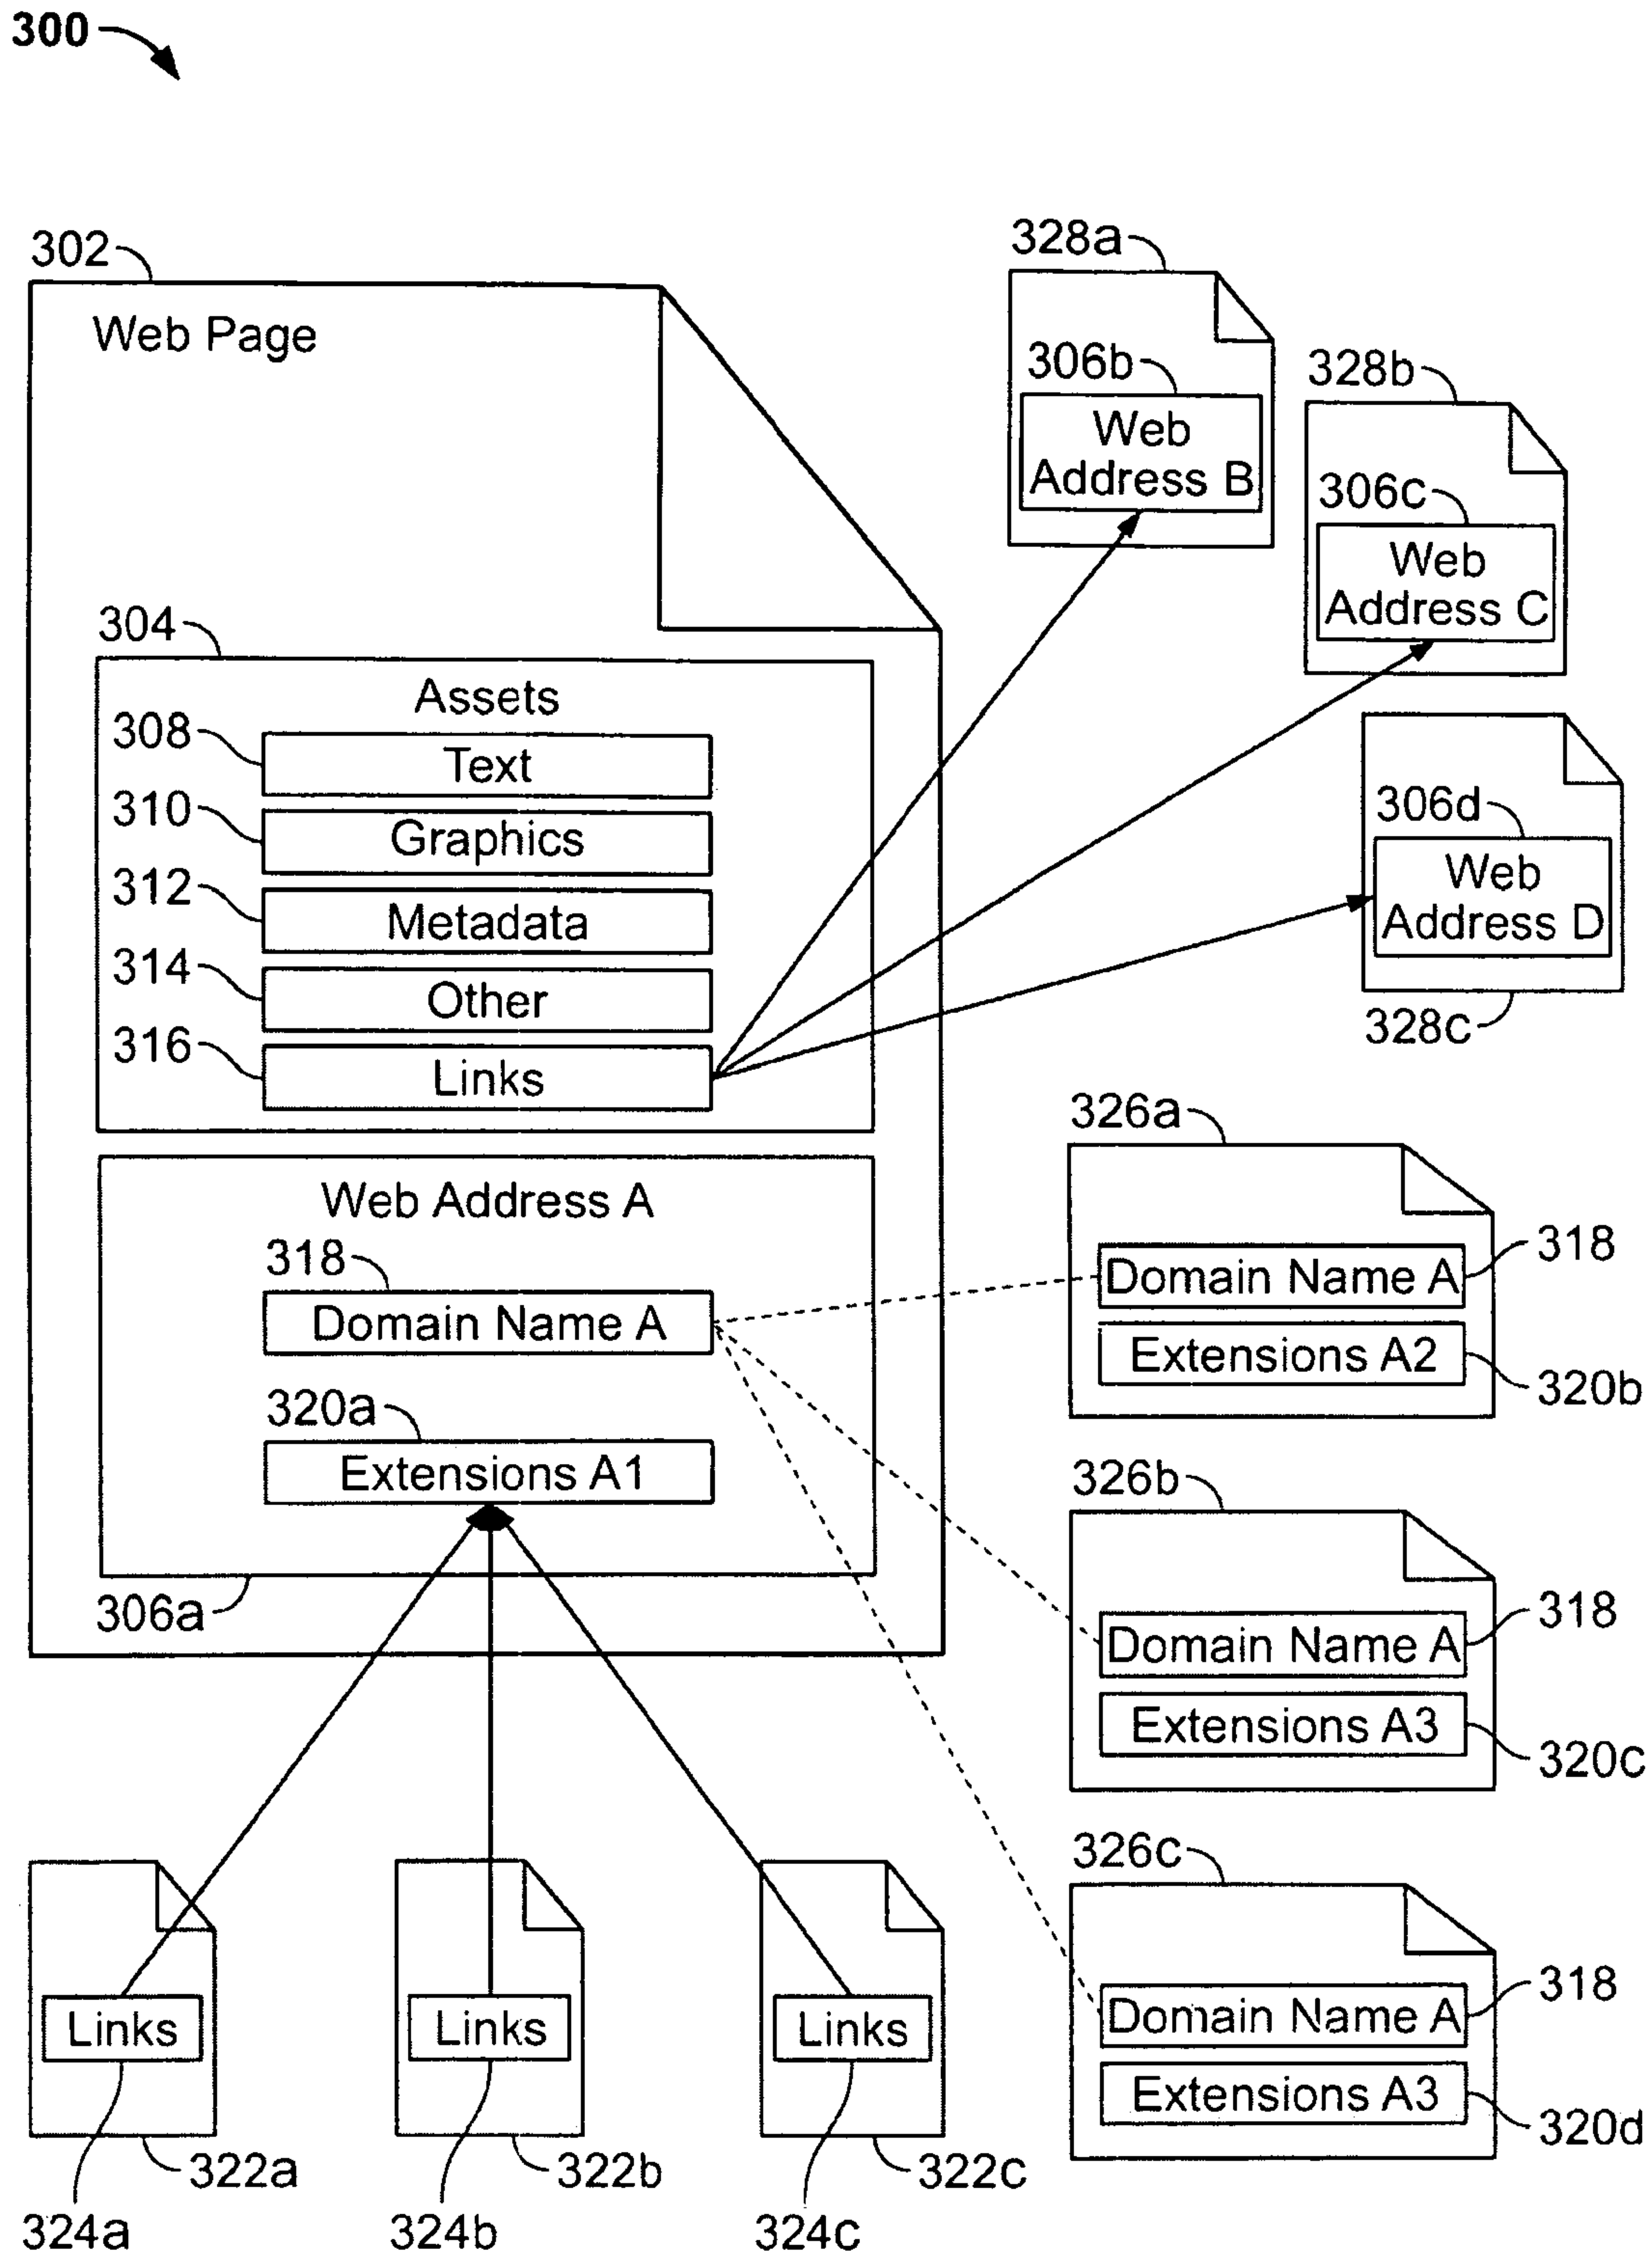 300
302
Web Page
304
Assets
308
Text
310
Graphics
312
Metadata
314
Other
316
Links
Web Address A
318
Domain Name A
320a
Extensions A1
306a
328a
306b
Web
Address B
328b
306c
Web
Address C
306d
Web
Address D
328c
326a
Domain Name A
318
Extensions A2
320b
326b
Domain Name A
318
Extensions A3
320c
326c
Domain Name A
318
Extensions A3
320d
Links
322a
324a
Links
322b
324b
Links
322c
324c